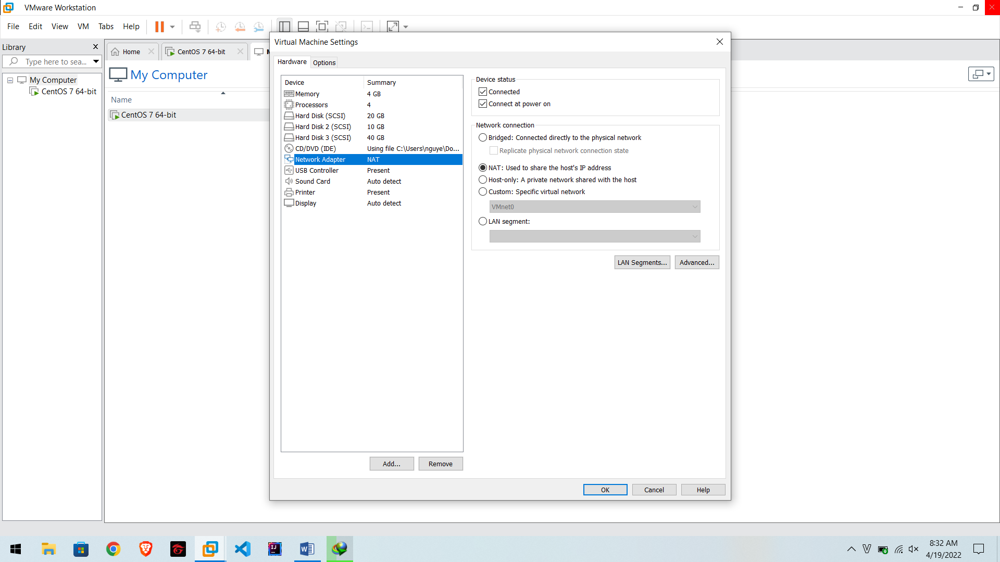 VMware Workstation
File Edit View VM Tabs Help
Library
Type here to sea...
My Computer
CentOS 7 64-bit
Home
CentOS 7 64-bit
My Computer
Name
CentOS 7 64-bit
Virtual Machine Settings
Hardware
Options
Device Summary
Memory 4 GB
Processors 4
Hard Disk (SCSI) 20 GB
Hard Disk 2 (SCSI) 10 GB
Hard Disk 3 (SCSI) 40 GB
CD/DVD (IDE) Using file C:\Users\nguye\Do...
Network Adapter NAT
USB Controller Present
Sound Card Auto detect
Printer Present
Display Auto detect
Add...
Remove
Device status
Connected
Connect at power on
Network connection
Bridged: Connected directly to the physical network
Replicate physical network connection state
NAT: Used to share the host's IP address
Host-only: A private network shared with the host
Custom: Specific virtual network
VMnet0
LAN segment:
LAN Segments...
Advanced...
OK
Cancel
Help
8:32 AM
4/19/2022